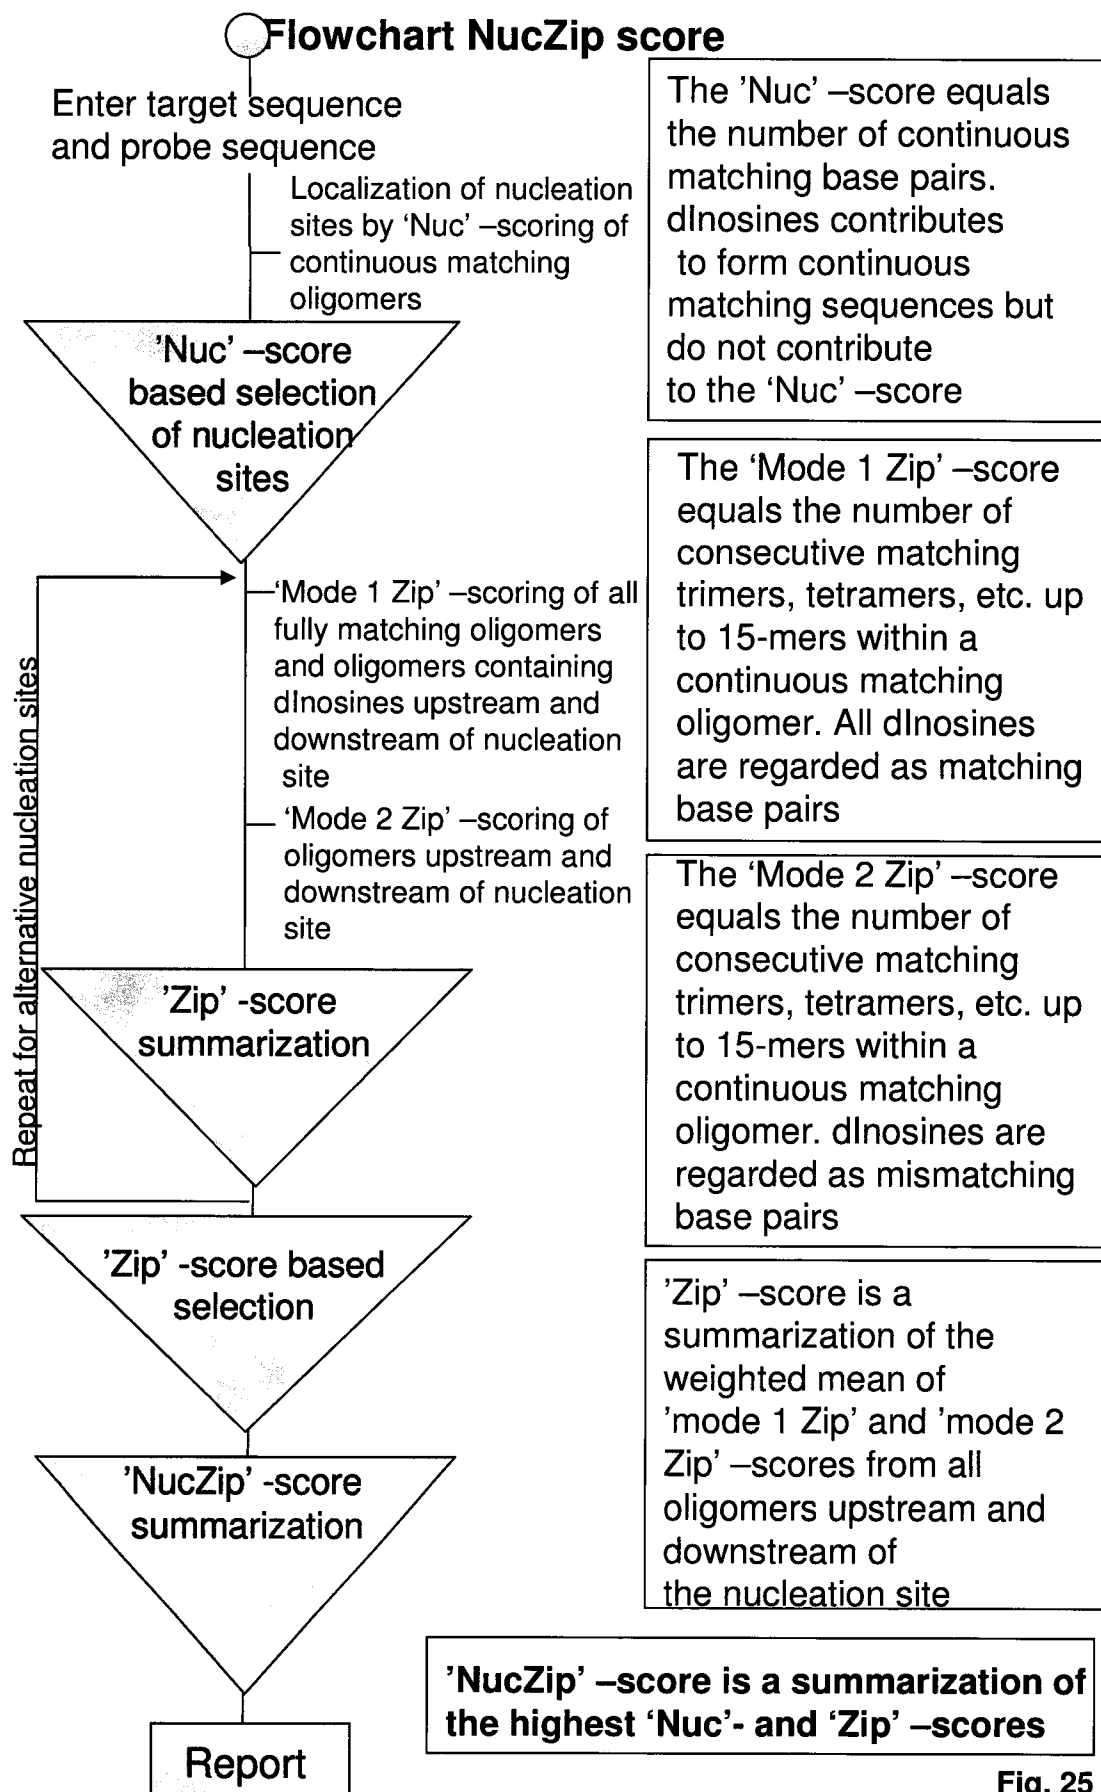 Flowchart NucZip score
Enter target sequence
and probe sequence
Localization of nucleation
sites by ‘Nuc’ –scoring of
continuous matching
oligomers
’Nuc’ –score
based selection
of nucleation
sites
‘Mode 1 Zip’ –scoring of all
fully matching oligomers
and oligomers containing
dInosines upstream and
downstream of nucleation
site
‘Mode 2 Zip’ –scoring of
oligomers upstream and
downstream of nucleation
site
Repeat for alternative nucleation sites
’Zip’ -score
summarization
’Zip’ -score based
selection
’NucZip’ -score
summarization
Report
The ’Nuc’ –score equals
the number of continuous
matching base pairs.
dInosines contributes
to form continuous
matching sequences but
do not contribute
to the ‘Nuc’ –score
The ‘Mode 1 Zip’ –score
equals the number of
consecutive matching
trimers, tetramers, etc. up
to 15-mers within a
continuous matching
oligomer. All dInosines
are regarded as matching
base pairs
The ‘Mode 2 Zip’ –score
equals the number of
consecutive matching
trimers, tetramers, etc. up
to 15-mers within a
continuous matching
oligomer. dInosines are
regarded as mismatching
base pairs
’Zip’ –score is a
summarization of the
weighted mean of
’mode 1 Zip’ and ’mode 2
Zip’ –scores from all
oligomers upstream and
downstream of
the nucleation site
’NucZip’ –score is a summarization of
the highest ‘Nuc’- and ‘Zip’ –scores
Fig. 25